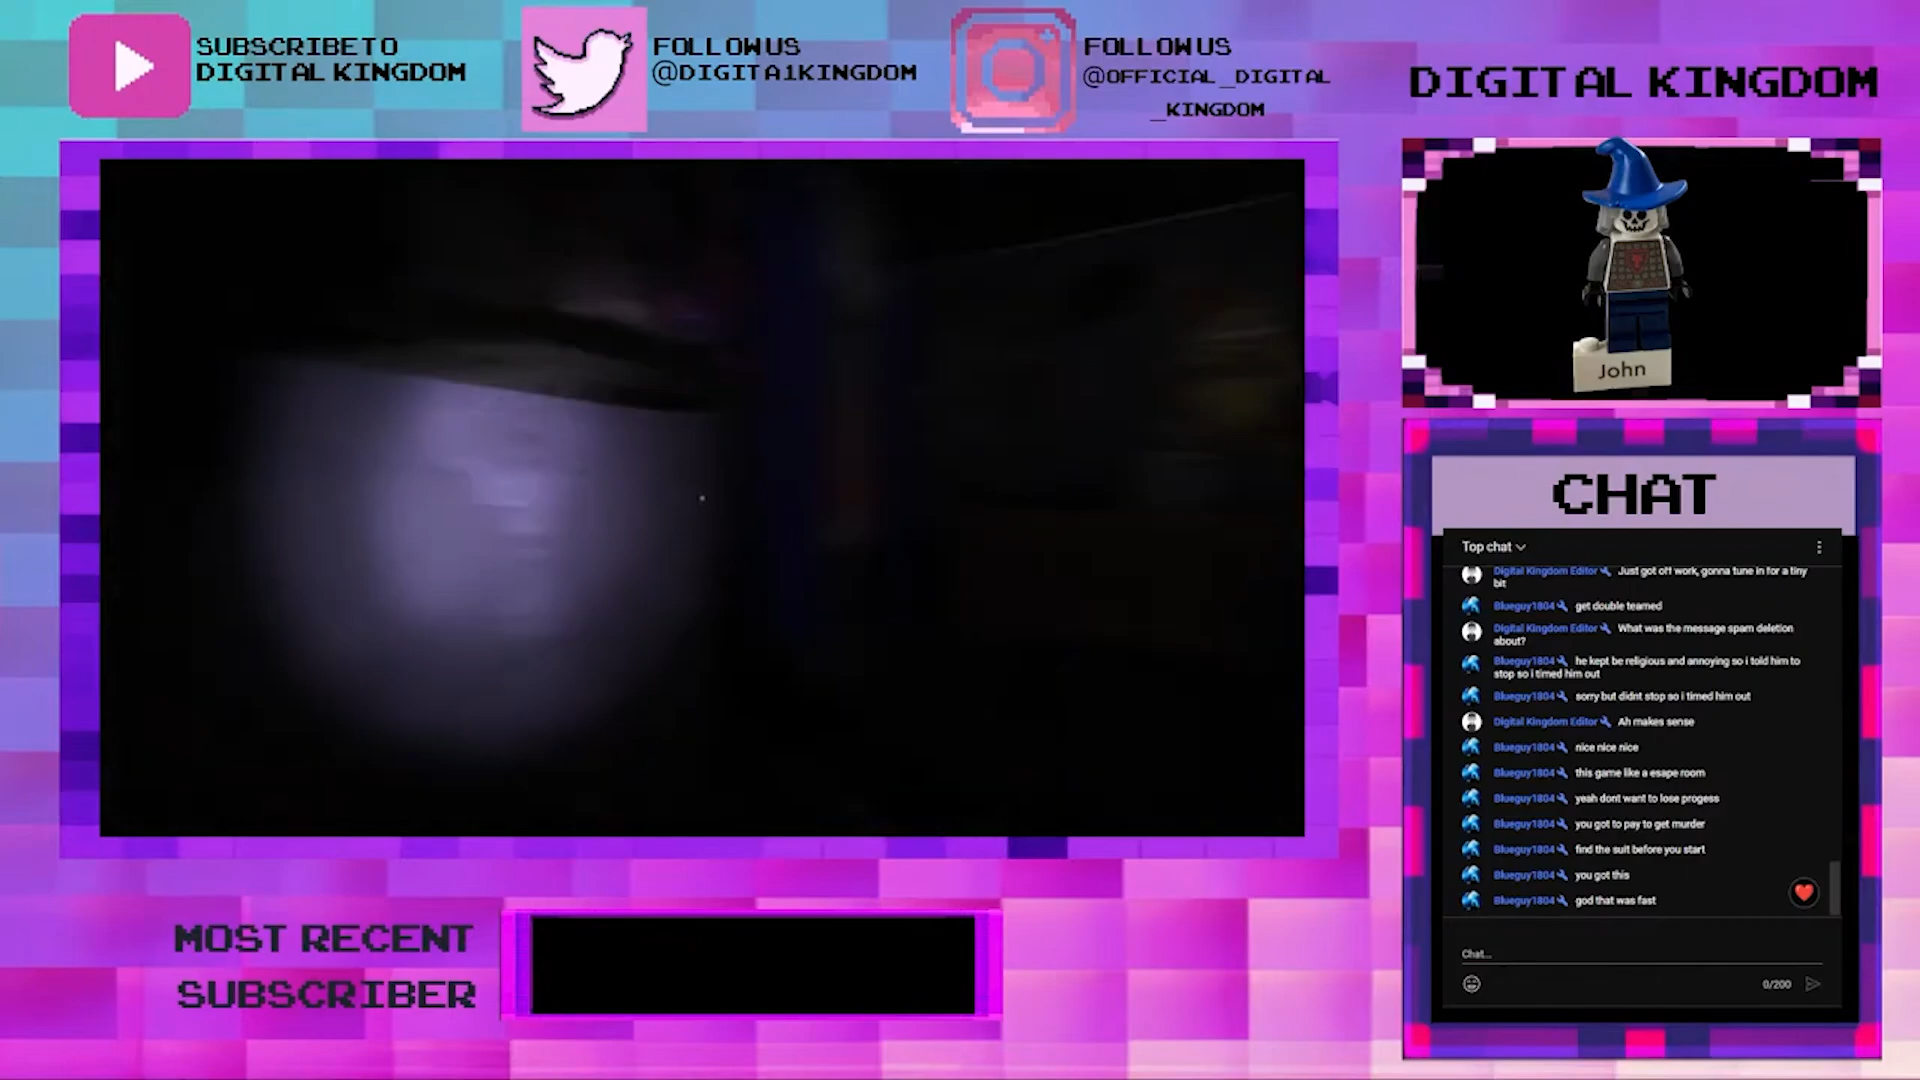 SUBSCRIBE TO
DIGITAL KINGDOM
FOLLOW US
@DIGITA1KINGDOM
FOLLOW US
@OFFICIAL_DIGITAL
_KINGDOM
DIGITAL KINGDOM
John
CHAT
Top chat
Digital Kingdom Editor Just got off work, gonna tune in for a tiny
bit
Blueguy1804 get double teamed
Digital Kingdom Editor What was the message spam deletion
about?
Blueguy1804 he kept be religious and annoying so i told him to
stop so i timed him out
Blueguy1804 sorry but didnt stop so i timed him out
Digital Kingdom Editor Ah makes sense
Blueguy1804 nice nice nice
Blueguy1804 this game like a esape room
Blueguy1804 yeah dont want to lose progess
Blueguy1804 you got to pay to get murder
Blueguy1804 find the suit before you start
Blueguy1804 you got this
Blueguy1804 god that was fast
Chat...
0/200
MOST RECENT
SUBSCRIBER